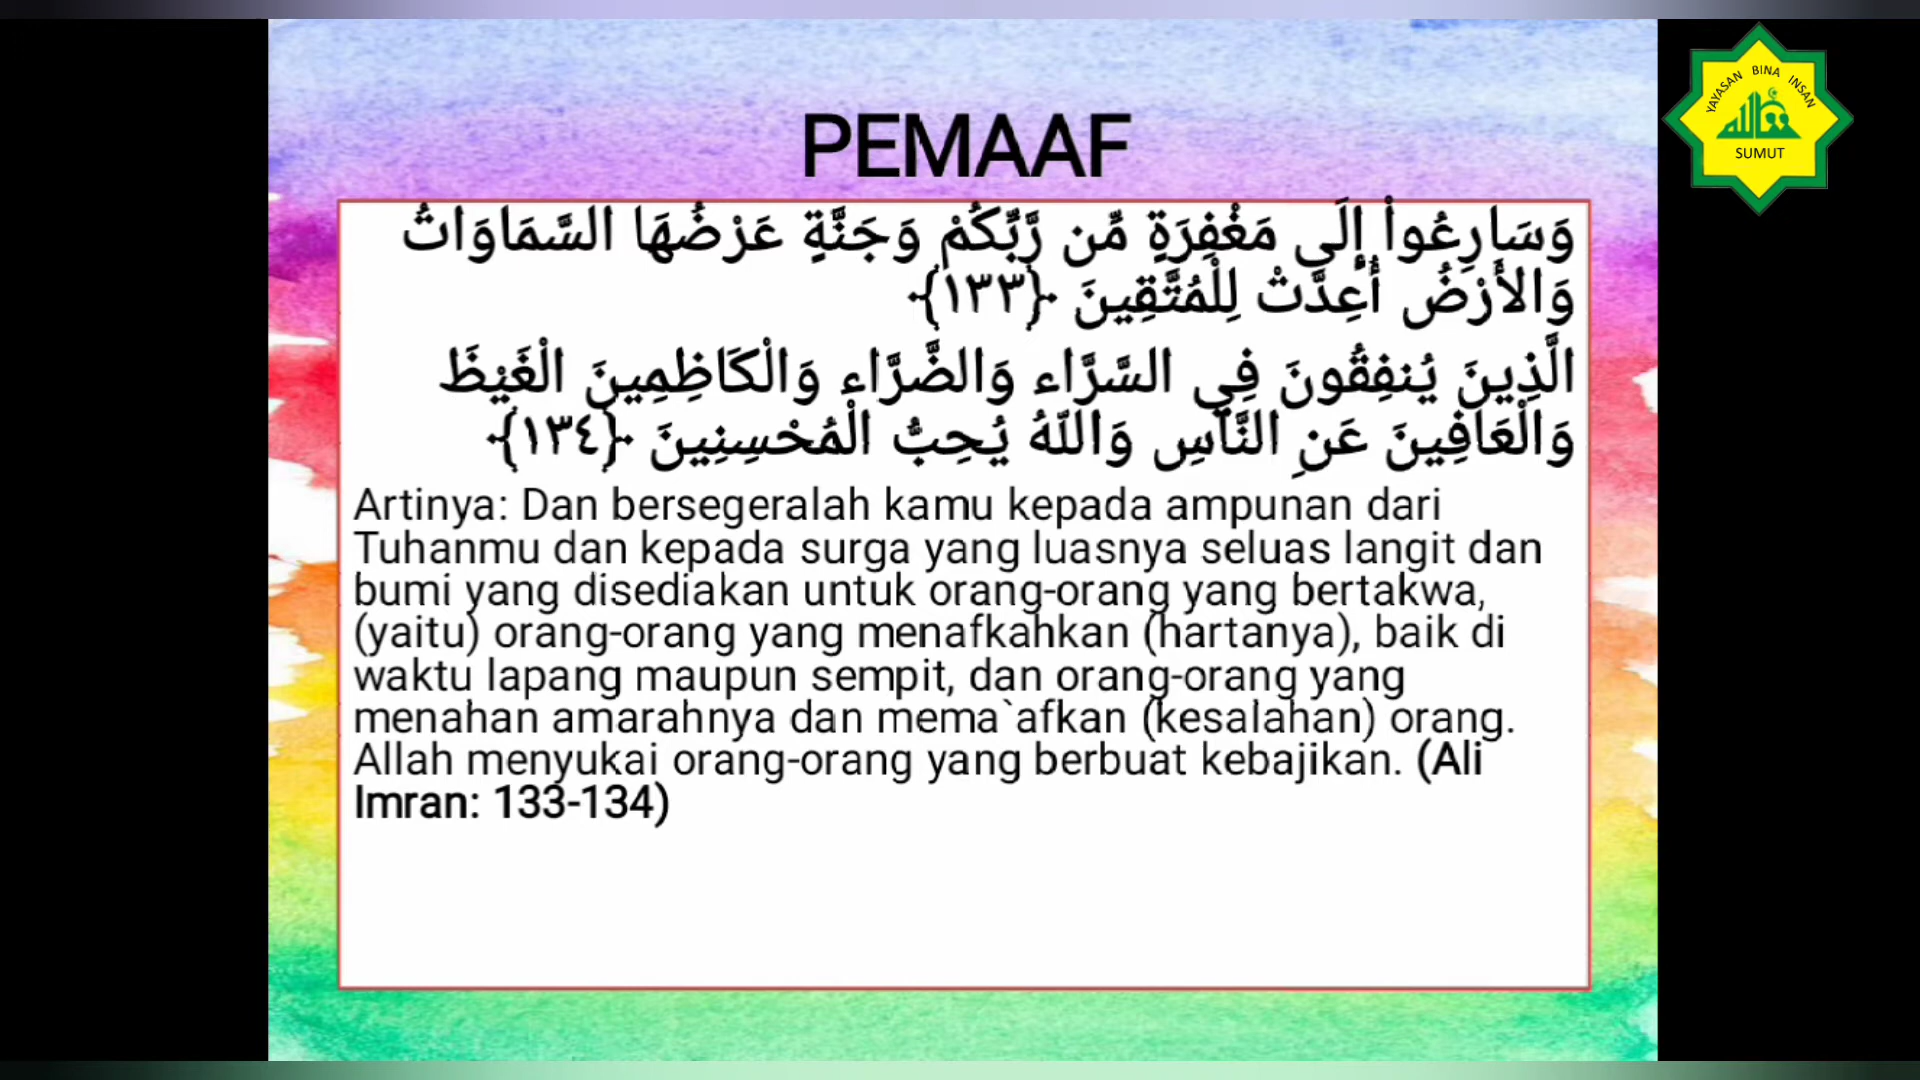 PEMAAF
YAYASAN BINA INSAN
SUMUT
وَسَارِعُواْ إِلَى مَغْفِرَةٍ مِّن رَّبِّكُمْ وَجَنَّةٍ عَرْضُهَا السَّمَاوَاتُ
وَالأَرْضُ أُعِدَّتْ لِلْمُتَّقِينَ ﴿١٣٣﴾
الَّذِينَ يُنفِقُونَ فِي السَّرَّاء وَالضَّرَّاء وَالْكَاظِمِينَ الْغَيْظَ
وَالْعَافِينَ عَنِ النَّاسِ وَاللّهُ يُحِبُّ الْمُحْسِنِينَ ﴿١٣٤﴾
Artinya: Dan bersegeralah kamu kepada ampunan dari
Tuhanmu dan kepada surga yang luasnya seluas langit dan
bumi yang disediakan untuk orang-orang yang bertakwa,
(yaitu) orang-orang yang menafkahkan (hartanya), baik di
waktu lapang maupun sempit, dan orang-orang yang
menahan amarahnya dan mema`afkan (kesalahan) orang.
Allah menyukai orang-orang yang berbuat kebajikan. (Ali
Imran: 133-134)